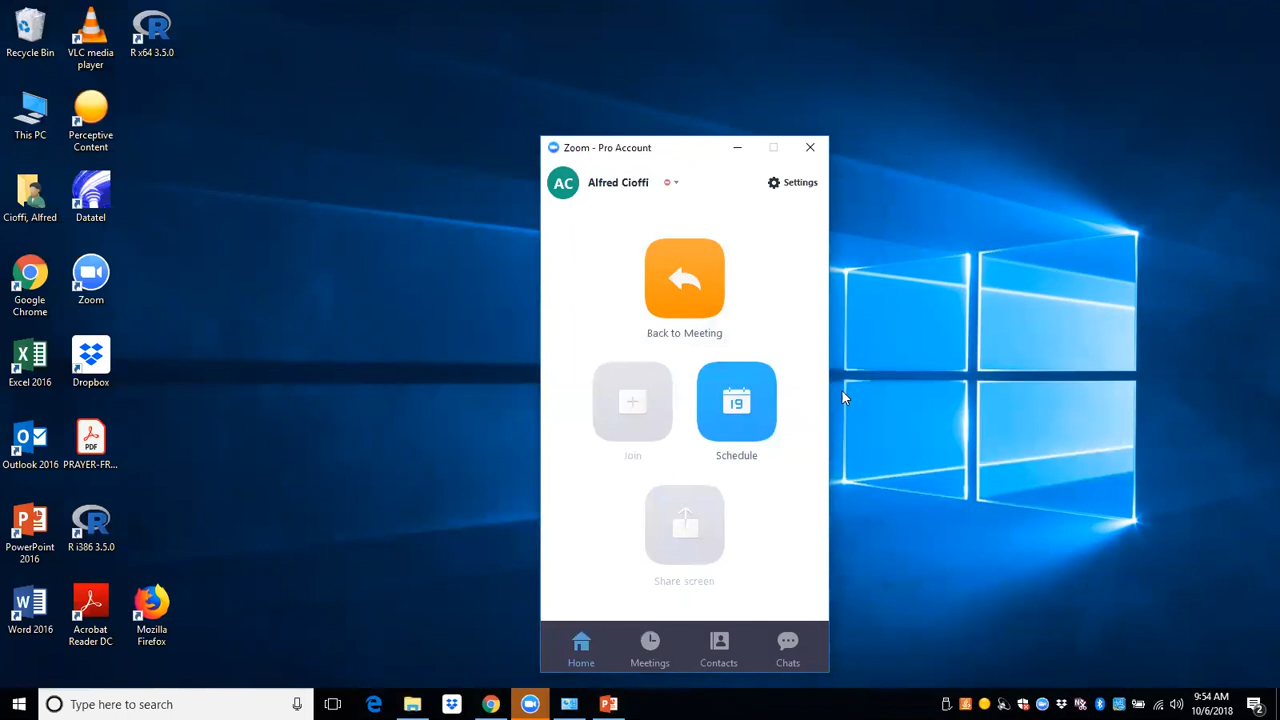 Recycle Bin
VLC media
player
R x64 3.5.0
This PC
Perceptive
Content
Cioffi, Alfred
Datatel
Google
Chrome
Zoom
Excel 2016
Dropbox
Outlook 2016
PDF
PRAYER-FR...
PowerPoint
2016
R i386 3.5.0
Word 2016
Acrobat
Reader DC
Mozilla
Firefox
Zoom - Pro Account
AC
Alfred Cioffi
Settings
Back to Meeting
Join
19
Schedule
Share screen
Home
Meetings
Contacts
Chats
Type here to search
9:54 AM
10/6/2018
2